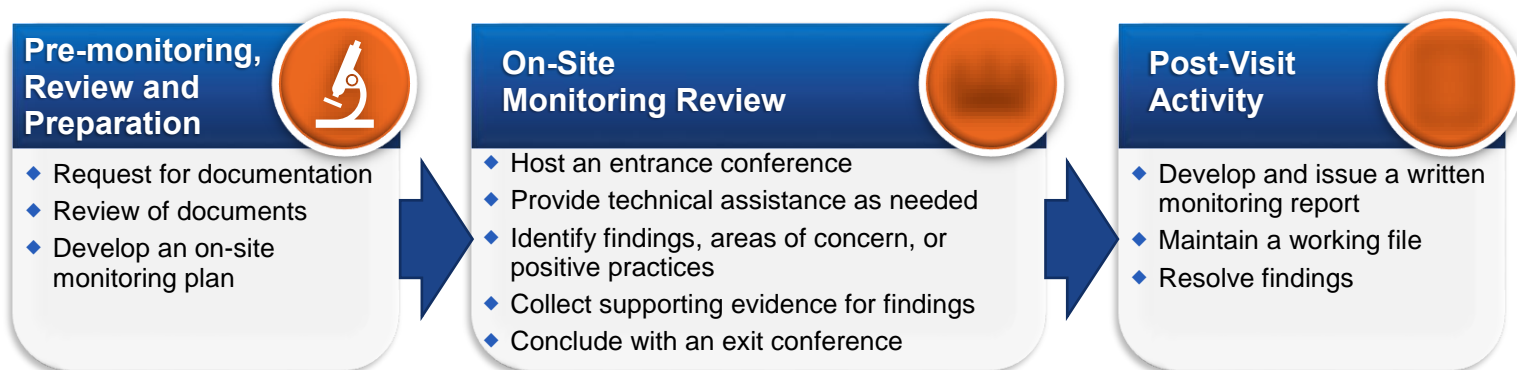 Pre-monitoring,
Review and
Preparation
◆ Request for documentation
◆ Review of documents
◆ Develop an on-site
monitoring plan
On-Site
Monitoring Review
◆ Host an entrance conference
◆ Provide technical assistance as needed
◆ Identify findings, areas of concern, or
positive practices
◆ Collect supporting evidence for findings
◆ Conclude with an exit conference
Post-Visit
Activity
◆ Develop and issue a written
monitoring report
◆ Maintain a working file
◆ Resolve findings